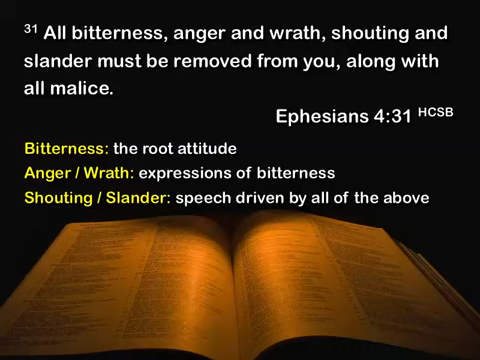 31 All bitterness, anger and wrath, shouting and
slander must be removed from you, along with
all malice.
Ephesians 4:31 HCSB
Bitterness: the root attitude
Anger / Wrath: expressions of bitterness
Shouting / Slander: speech driven by all of the above